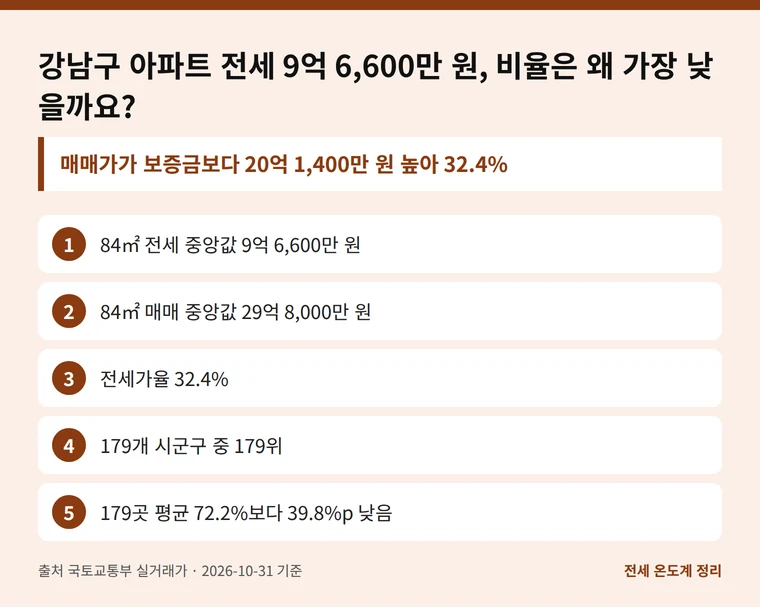 강남구 아파트 전세 9억 6,600만 원, 비율은 왜 가장 낮
을까요?
매매가가 보증금보다 20억 1,400만 원 높아 32.4%
1 84㎡ 전세 중앙값 9억 6,600만 원
2 84㎡ 매매 중앙값 29억 8,000만 원
3 전세가율 32.4%
4 179개 시군구 중 179위
5 179곳 평균 72.2%보다 39.8%p 낮음
출처 국토교통부 실거래가 · 2026-10-31 기준 전세 온도계 정리